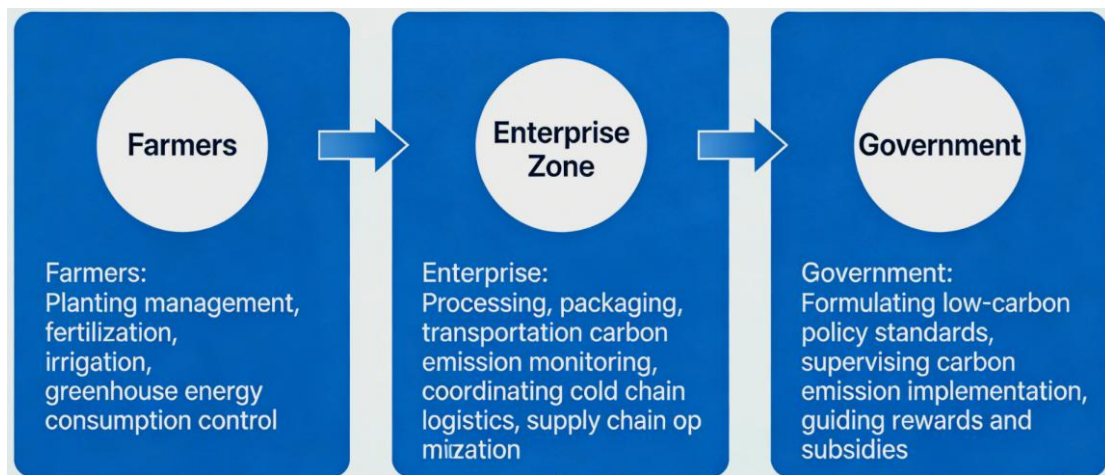 Farmers
Enterprise
Zone
Government
Farmers:
Planting management,
fertilization,
irrigation,
greenhouse energy
consumption control
Enterprise:
Processing, packaging,
transportation carbon
emission monitoring,
coordinating cold chain
logistics, supply chain op
mization
Government:
Formulating low-carbon
policy standards,
supervising carbon
emission implementation,
guiding rewards and
subsidies